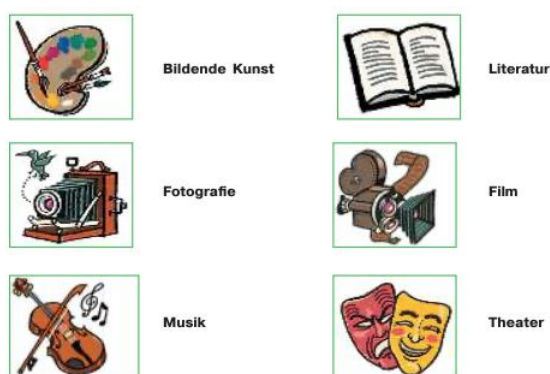 Bildende Kunst
Literatur
Fotografie
Film
Musik
Theater